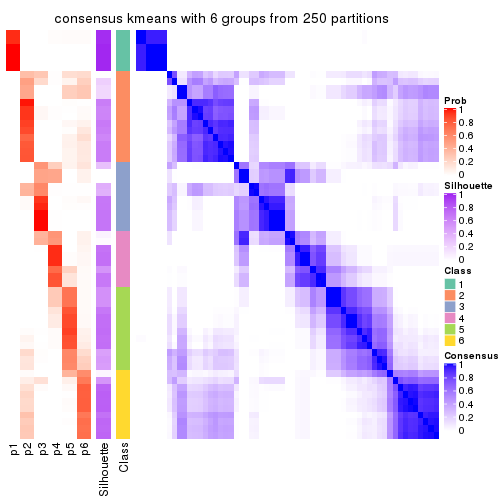 consensus kmeans with 6 groups from 250 partitions
Prob
1
0.8
0.6
0.4
0.2
0
Silhouette
1
0.8
0.6
0.4
0.2
0
Class
1
2
3
4
5
6
Consensus
1
0.8
0.6
0.4
0.2
0
p1
p2
p3
p4
p5
p6
Silhouette
Class